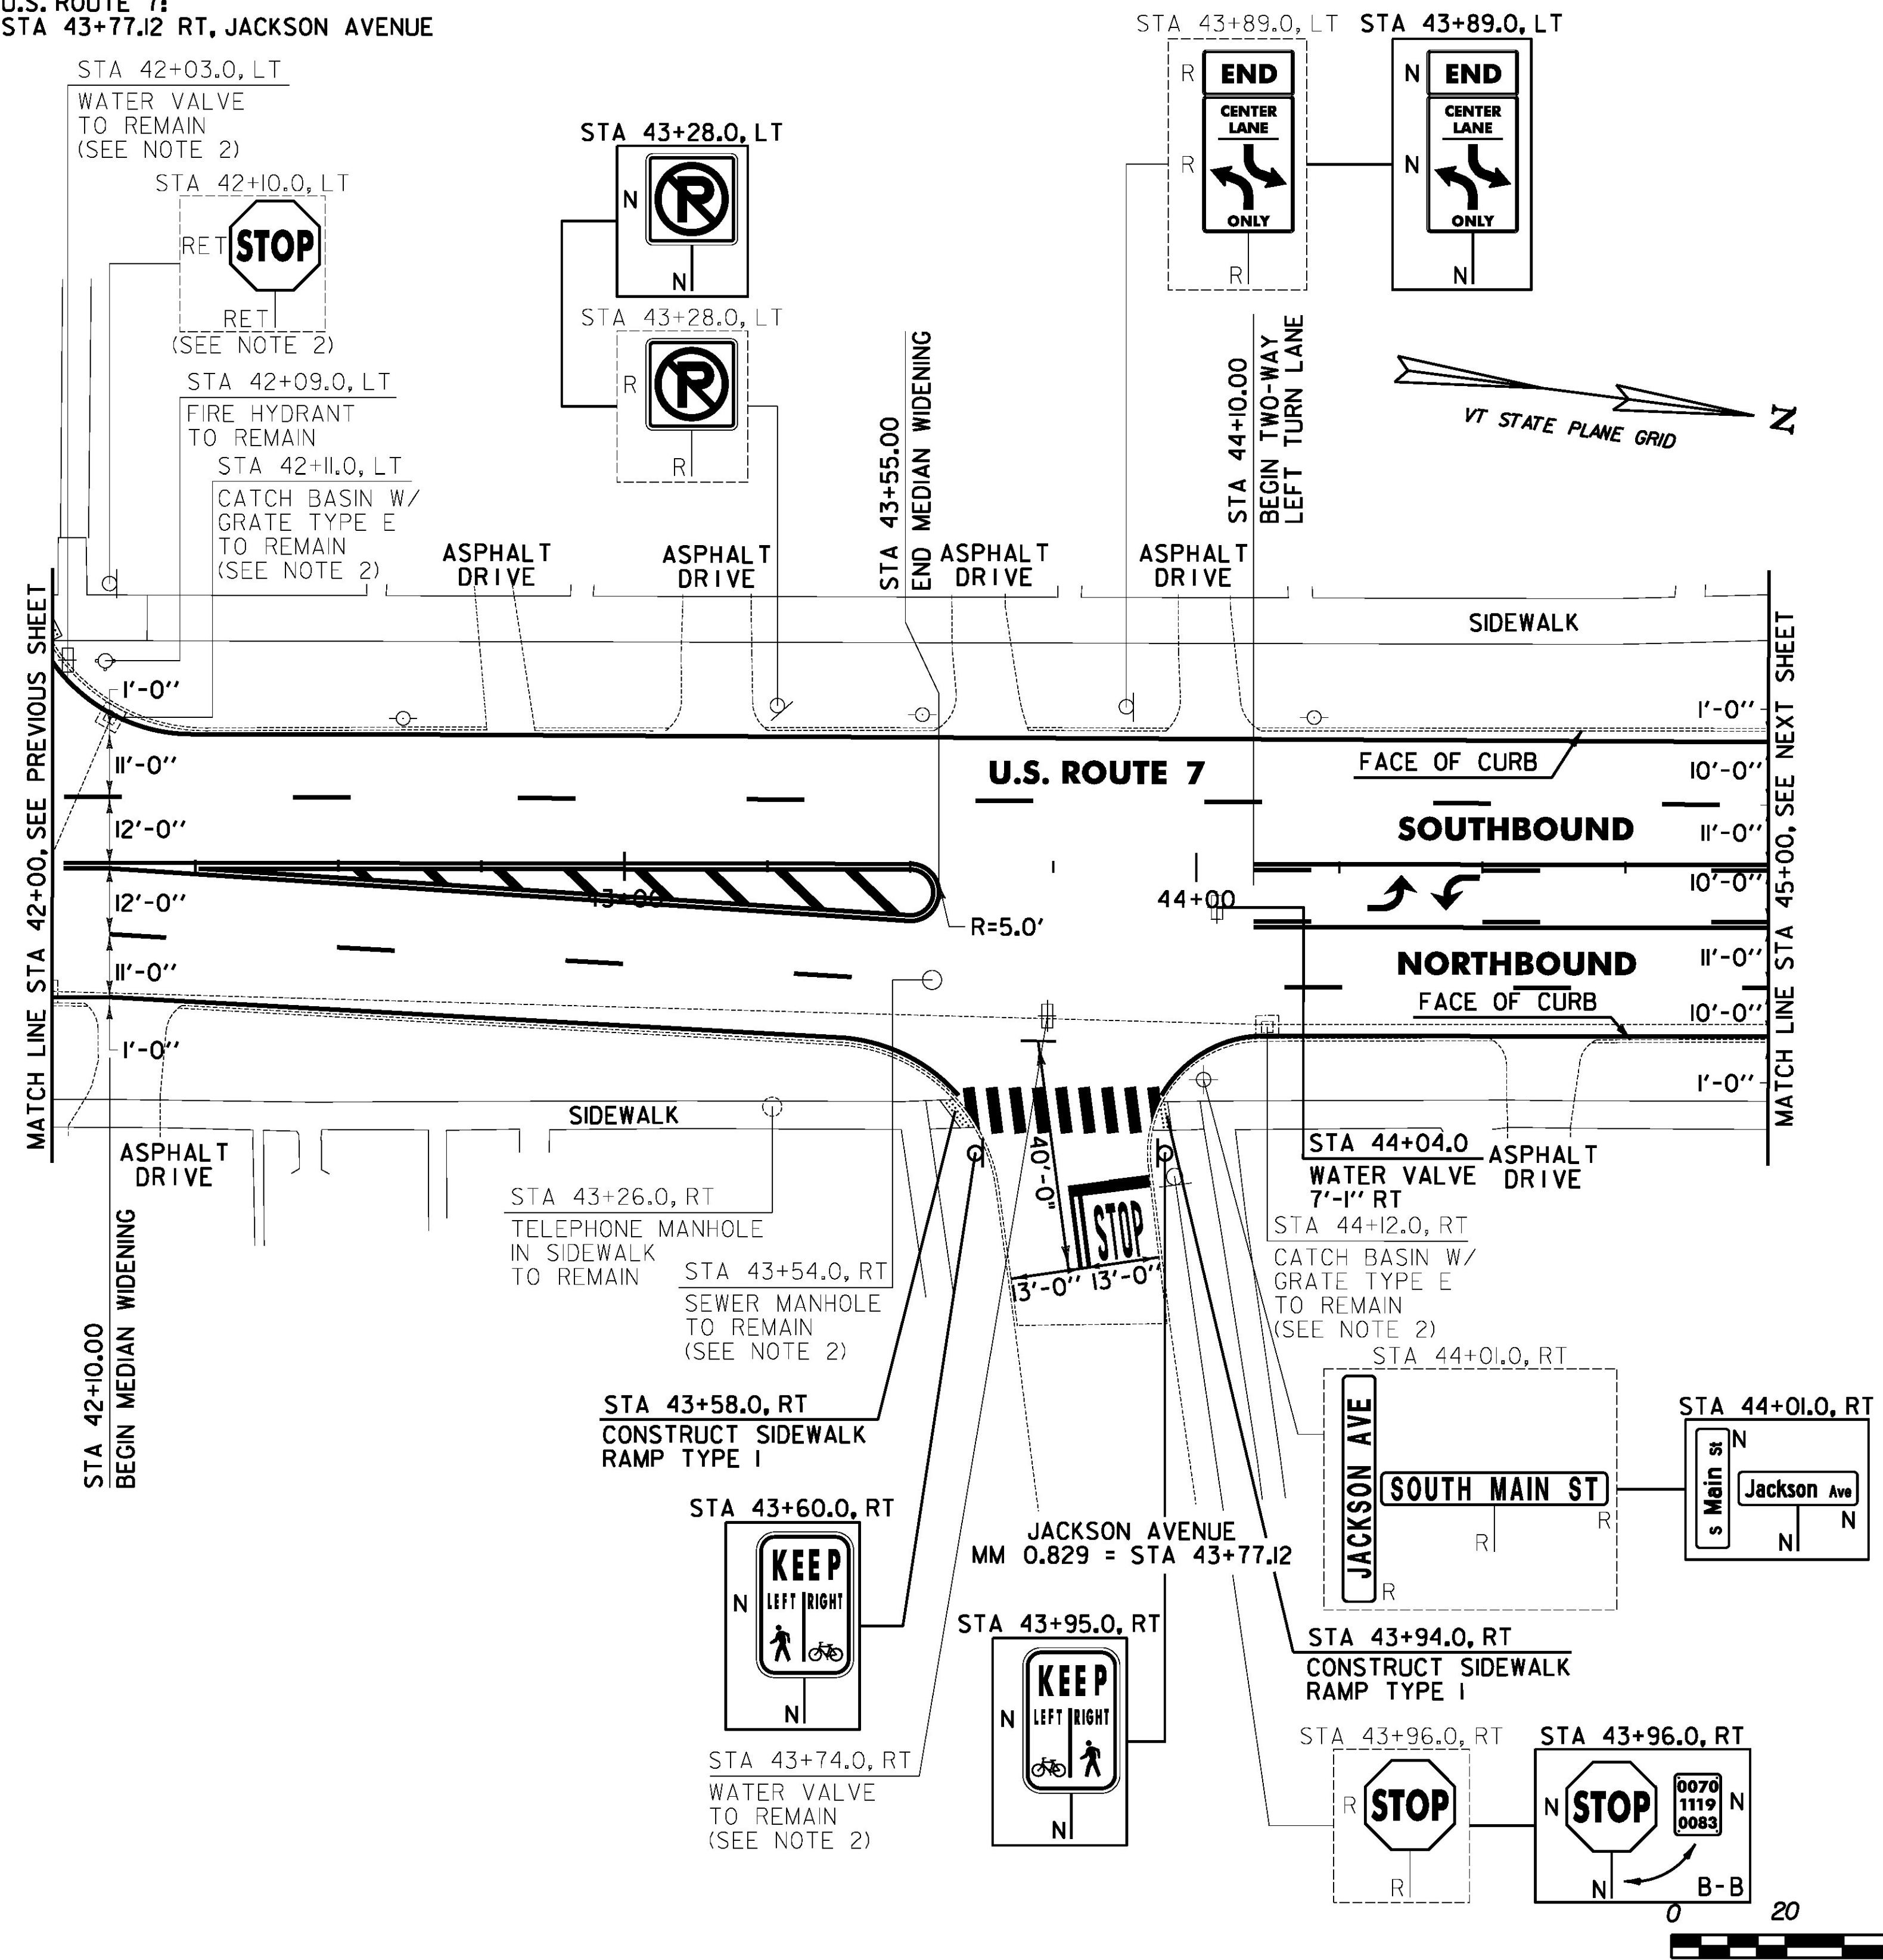 U.S. ROUTE 7:
STA 43+77.12 RT, JACKSON AVENUE
STA 42+03.0, LT
WATER VALVE
TO REMAIN
(SEE NOTE 2)
STA 42+10.0, LT
RET
STOP
RET
(SEE NOTE 2)
STA 42+09.0, LT
FIRE HYDRANT
TO REMAIN
STA 42+11.0, LT
CATCH BASIN W/
GRATE TYPE E
TO REMAIN
(SEE NOTE 2)
STA 43+28.0, LT
N
P
N
STA 43+28.0, LT
R
P
R
STA 43+89.0, LT
R
END
CENTER
LANE
R
ONLY
R
STA 43+89.0, LT
N
END
CENTER
LANE
N
ONLY
N
STA 43+55.00
END MEDIAN WIDENING
STA 44+10.00
BEGIN TWO-WAY
LEFT TURN LANE
VT STATE PLANE GRID
N
ASPHALT
DRIVE
ASPHALT
DRIVE
ASPHALT
DRIVE
ASPHALT
DRIVE
SIDEWALK
MATCH LINE STA 42+00, SEE PREVIOUS SHEET
MATCH LINE STA 45+00, SEE NEXT SHEET
1'-0"
11'-0"
12'-0"
12'-0"
11'-0"
1'-0"
U.S. ROUTE 7
FACE OF CURB
SOUTHBOUND
13+00
44+00
R=5.0'
NORTHBOUND
FACE OF CURB
1'-0"
10'-0"
11'-0"
10'-0"
11'-0"
10'-0"
1'-0"
ASPHALT
DRIVE
SIDEWALK
STA 42+10.00
BEGIN MEDIAN WIDENING
STA 43+26.0, RT
TELEPHONE MANHOLE
IN SIDEWALK
TO REMAIN
STA 43+54.0, RT
SEWER MANHOLE
TO REMAIN
(SEE NOTE 2)
40'-0"
STOP
13'-0" 13'-0"
STA 44+04.0
WATER VALVE
7'-1" RT
ASPHALT
DRIVE
STA 44+12.0, RT
CATCH BASIN W/
GRATE TYPE E
TO REMAIN
(SEE NOTE 2)
STA 43+58.0, RT
CONSTRUCT SIDEWALK
RAMP TYPE 1
STA 43+60.0, RT
KEEP
N
LEFT RIGHT
N
JACKSON AVENUE
MM 0.829 = STA 43+77.12
STA 44+01.0, RT
JACKSON AVE
SOUTH MAIN ST
R
R
R
STA 44+01.0, RT
S Main St
N
Jackson Ave
N
N
STA 43+95.0, RT
KEEP
N
LEFT RIGHT
N
STA 43+94.0, RT
CONSTRUCT SIDEWALK
RAMP TYPE 1
STA 43+74.0, RT
WATER VALVE
TO REMAIN
(SEE NOTE 2)
STA 43+96.0, RT
R
STOP
R
STA 43+96.0, RT
N
STOP
0070
1119
0083
N
N
B-B
0 20